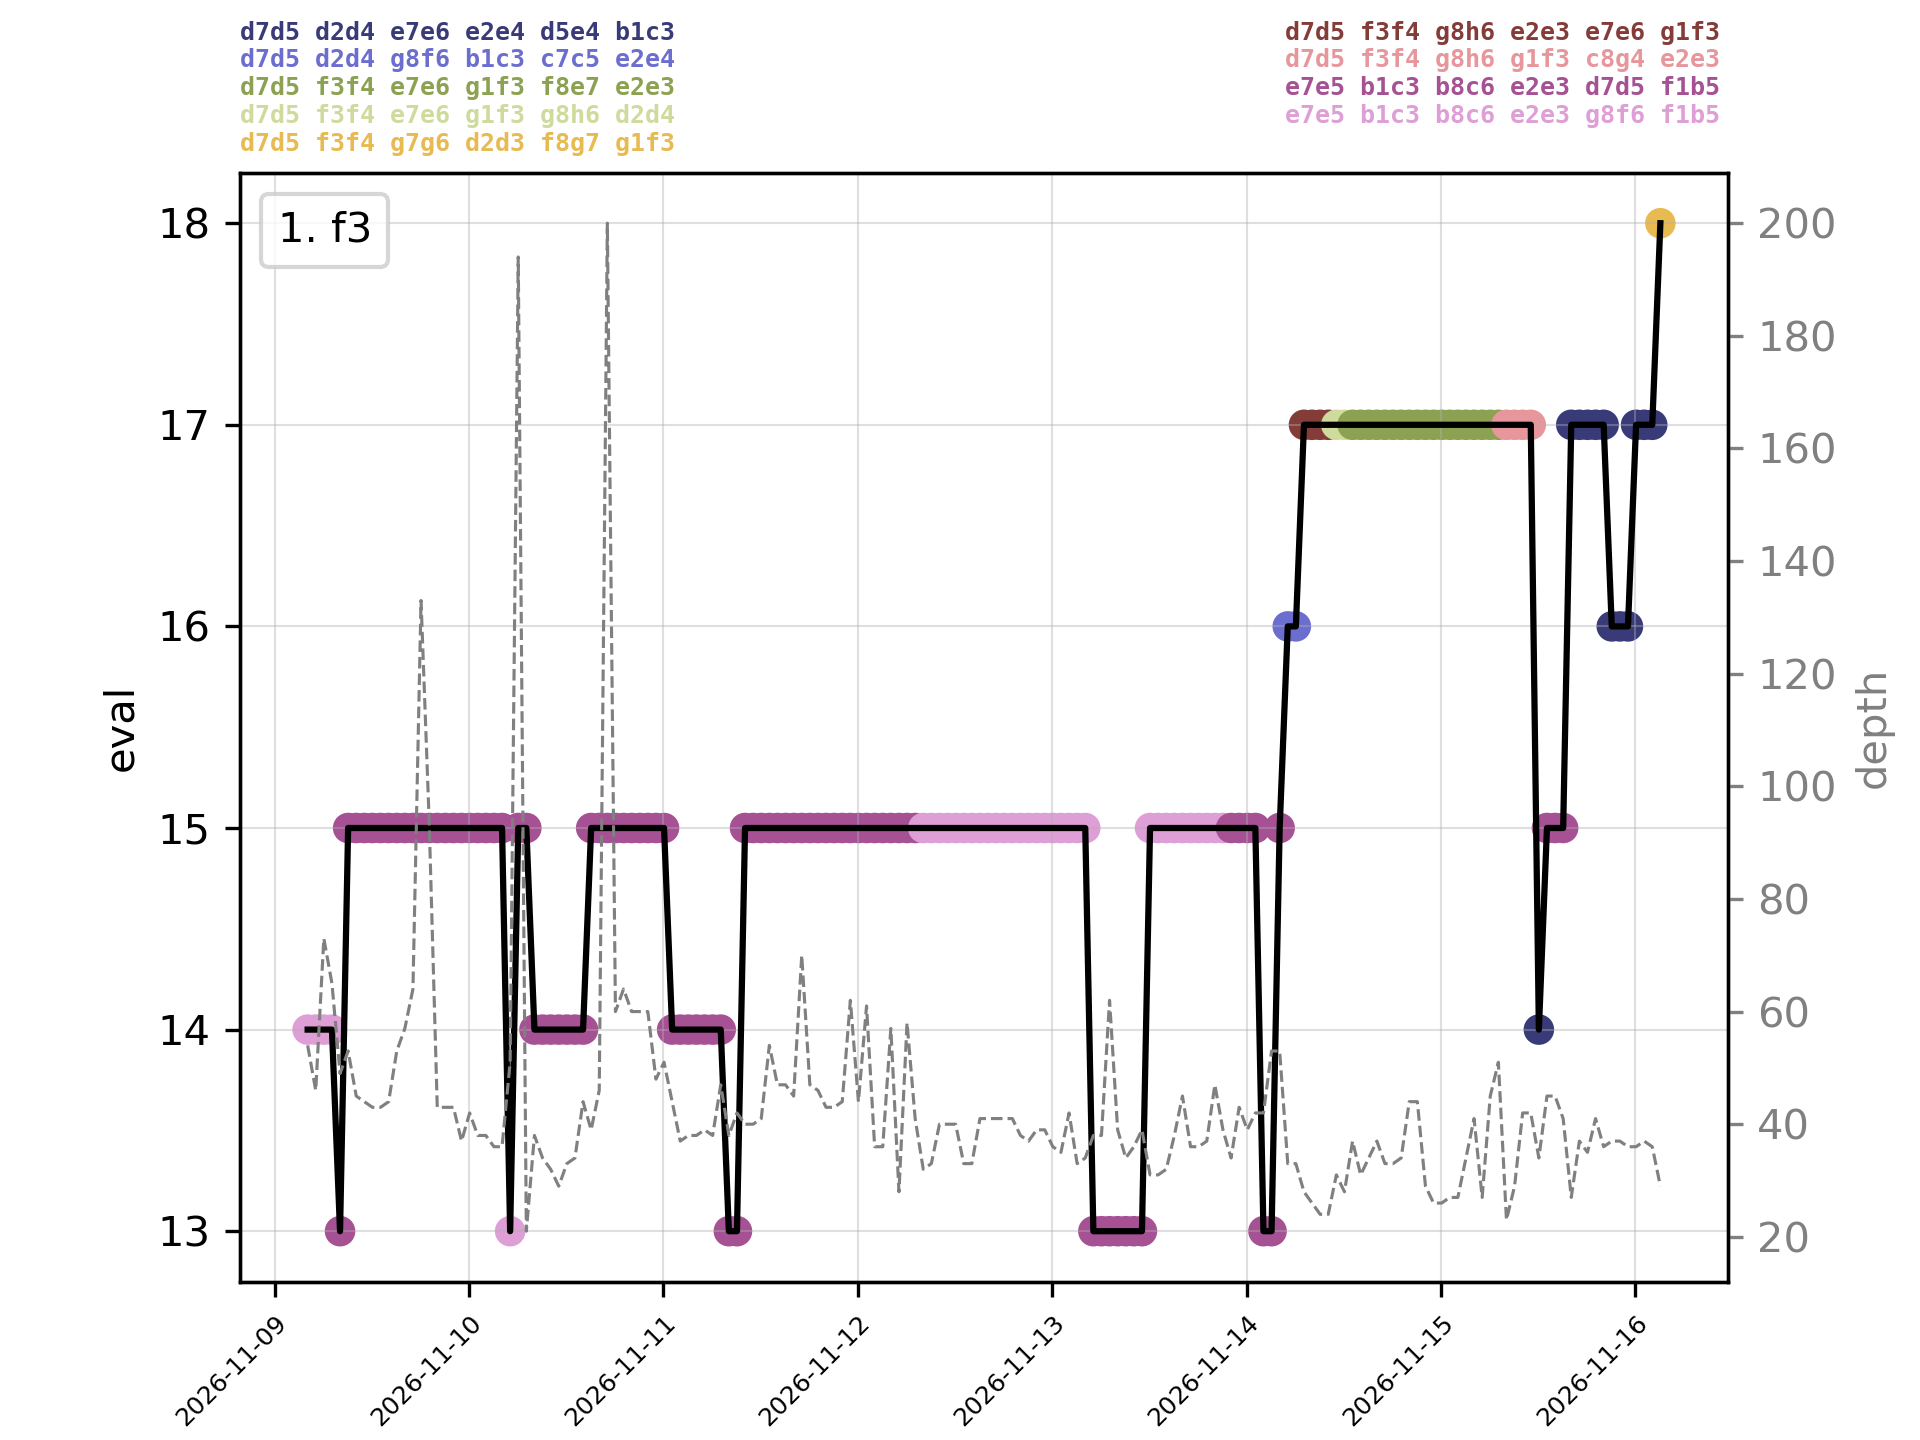 d7d5 d2d4 e7e6 e2e4 d5e4 b1c3
d7d5 d2d4 g8f6 b1c3 c7c5 e2e4
d7d5 f3f4 e7e6 g1f3 f8e7 e2e3
d7d5 f3f4 e7e6 g1f3 g8h6 d2d4
d7d5 f3f4 g7g6 d2d3 f8g7 g1f3
d7d5 f3f4 g8h6 e2e3 e7e6 g1f3
d7d5 f3f4 g8h6 g1f3 c8g4 e2e3
e7e5 b1c3 b8c6 e2e3 d7d5 f1b5
e7e5 b1c3 b8c6 e2e3 g8f6 f1b5
1. f3
eval
18
17
16
15
14
13
200
180
160
140
120
100
80
60
40
20
depth
2026-11-09
2026-11-10
2026-11-11
2026-11-12
2026-11-13
2026-11-14
2026-11-15
2026-11-16